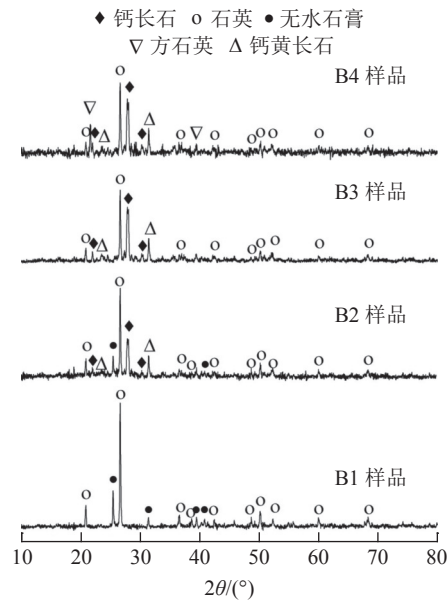 ♦ 钙长石 ο 石英 ● 无水石膏
∇ 方石英 Δ 钙黄长石
B4 样品
B3 样品
B2 样品
B1 样品
10 20 30 40 50 60 70 80
2θ/(°)